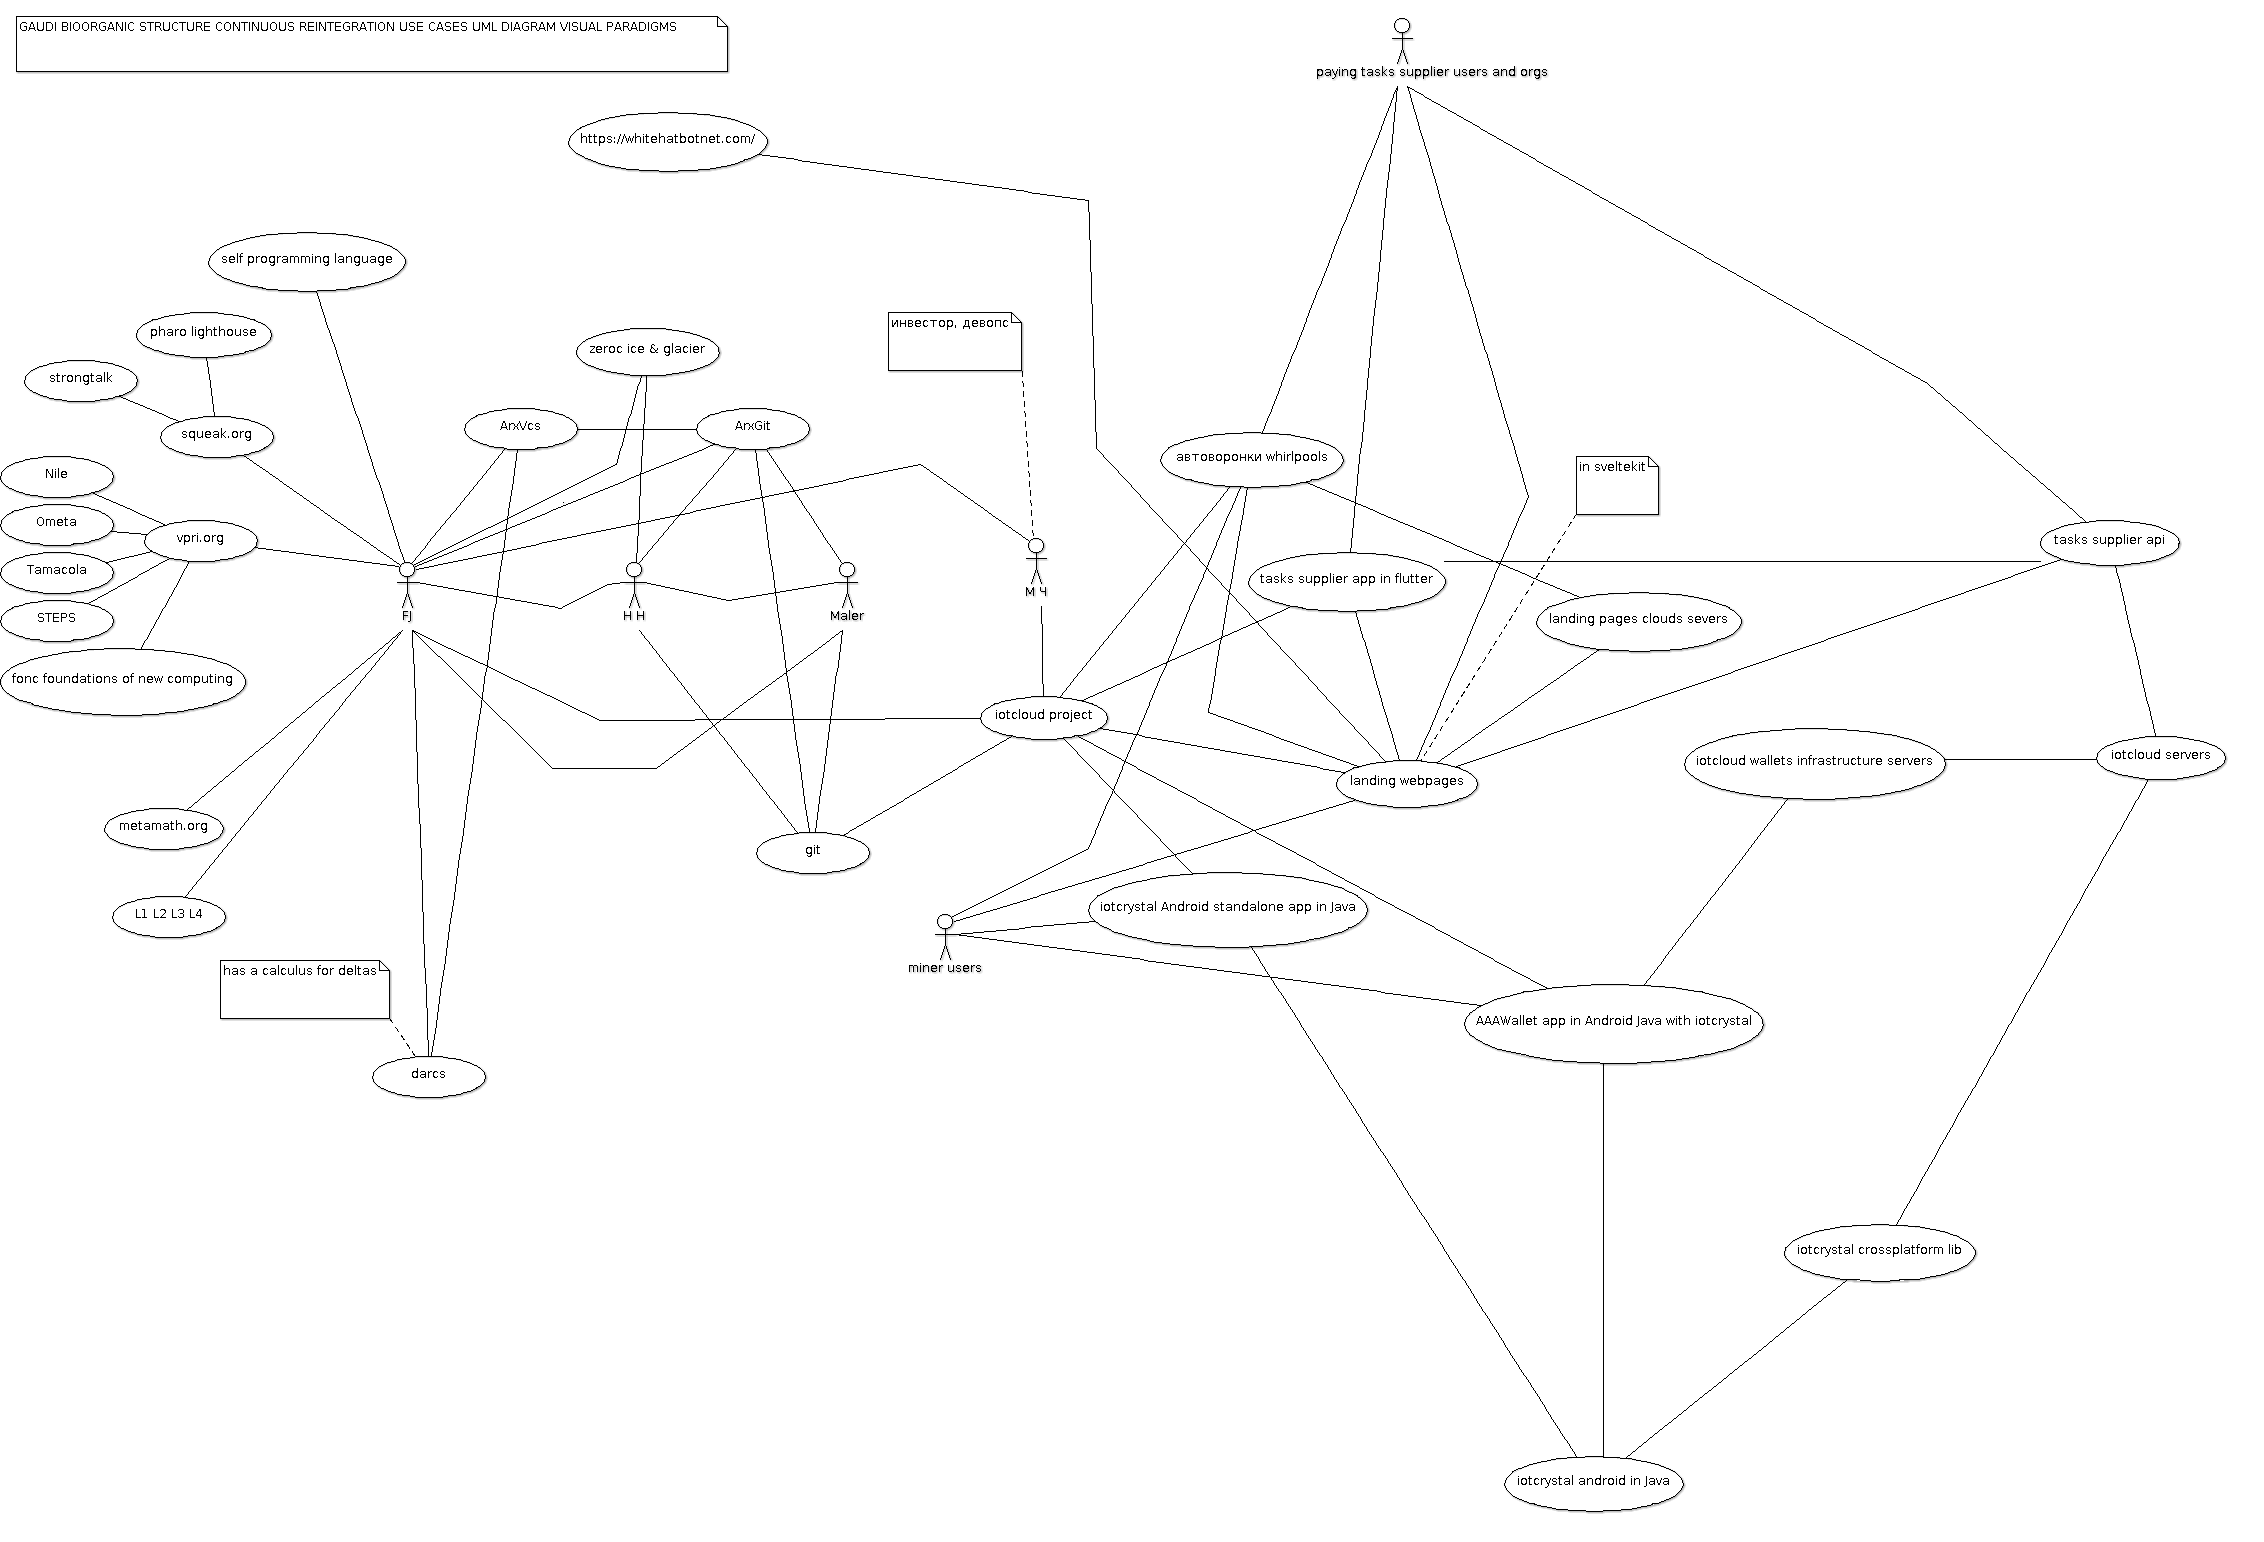 GAUDI BIOORGANIC STRUCTURE CONTINUOUS REINTEGRATION USE CASES UML DIAGRAM VISUAL PARADIGMS
paying tasks supplier users and orgs
https://whitehatbotnet.com/
self programming language
pharo lighthouse
инвестор, девопс
zeroc ice & glacier
strongtalk
squeak.org
ArxVcs
ArxGit
автоворонки whirlpools
in sveltekit
Nile
Ometa
vpri.org
tasks supplier api
Tamacola
tasks supplier app in flutter
М Ч
STEPS
FJ
Н Н
Maler
landing pages clouds severs
fonc foundations of new computing
iotcloud project
iotcloud servers
iotcloud wallets infrastructure servers
landing webpages
metamath.org
git
L1 L2 L3 L4
iotcrystal Android standalone app in Java
miner users
has a calculus for deltas
AAAWallet app in Android Java with iotcrystal
darcs
iotcrystal crossplatform lib
iotcrystal android in Java